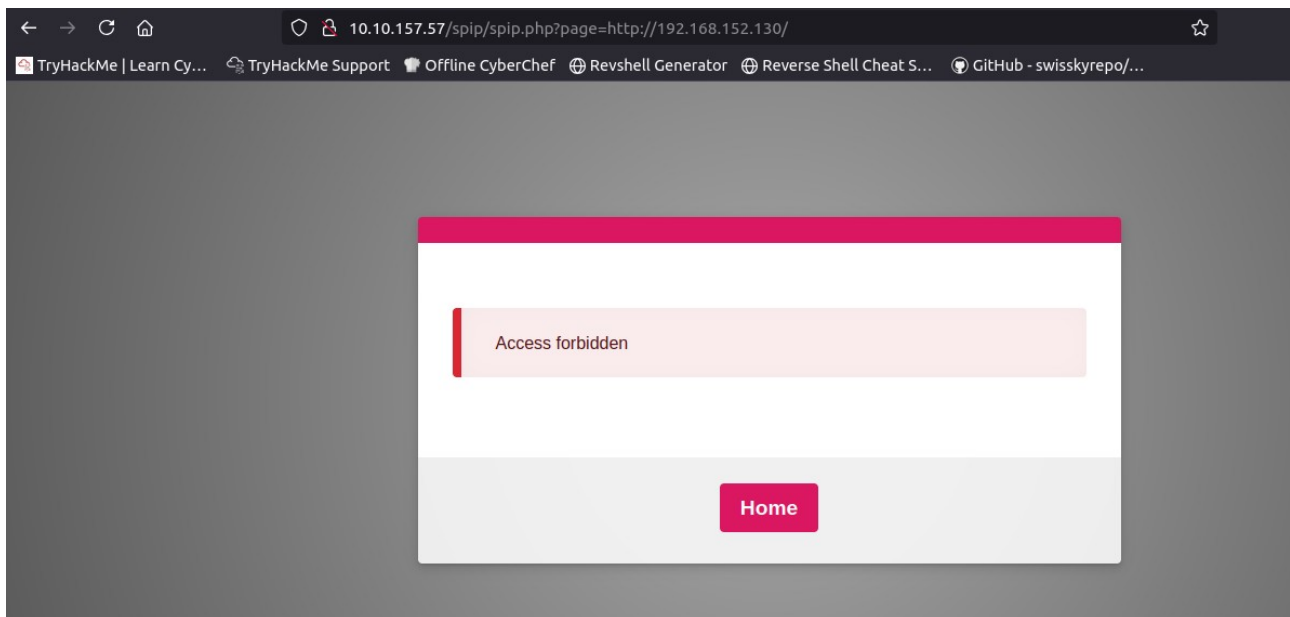 10.10.157.57/spip/spip.php?page=http://192.168.152.130/
TryHackMe | Learn Cy... TryHackMe Support Offline CyberChef Revshell Generator Reverse Shell Cheat S... GitHub - swisskyrepo/...
Access forbidden
Home